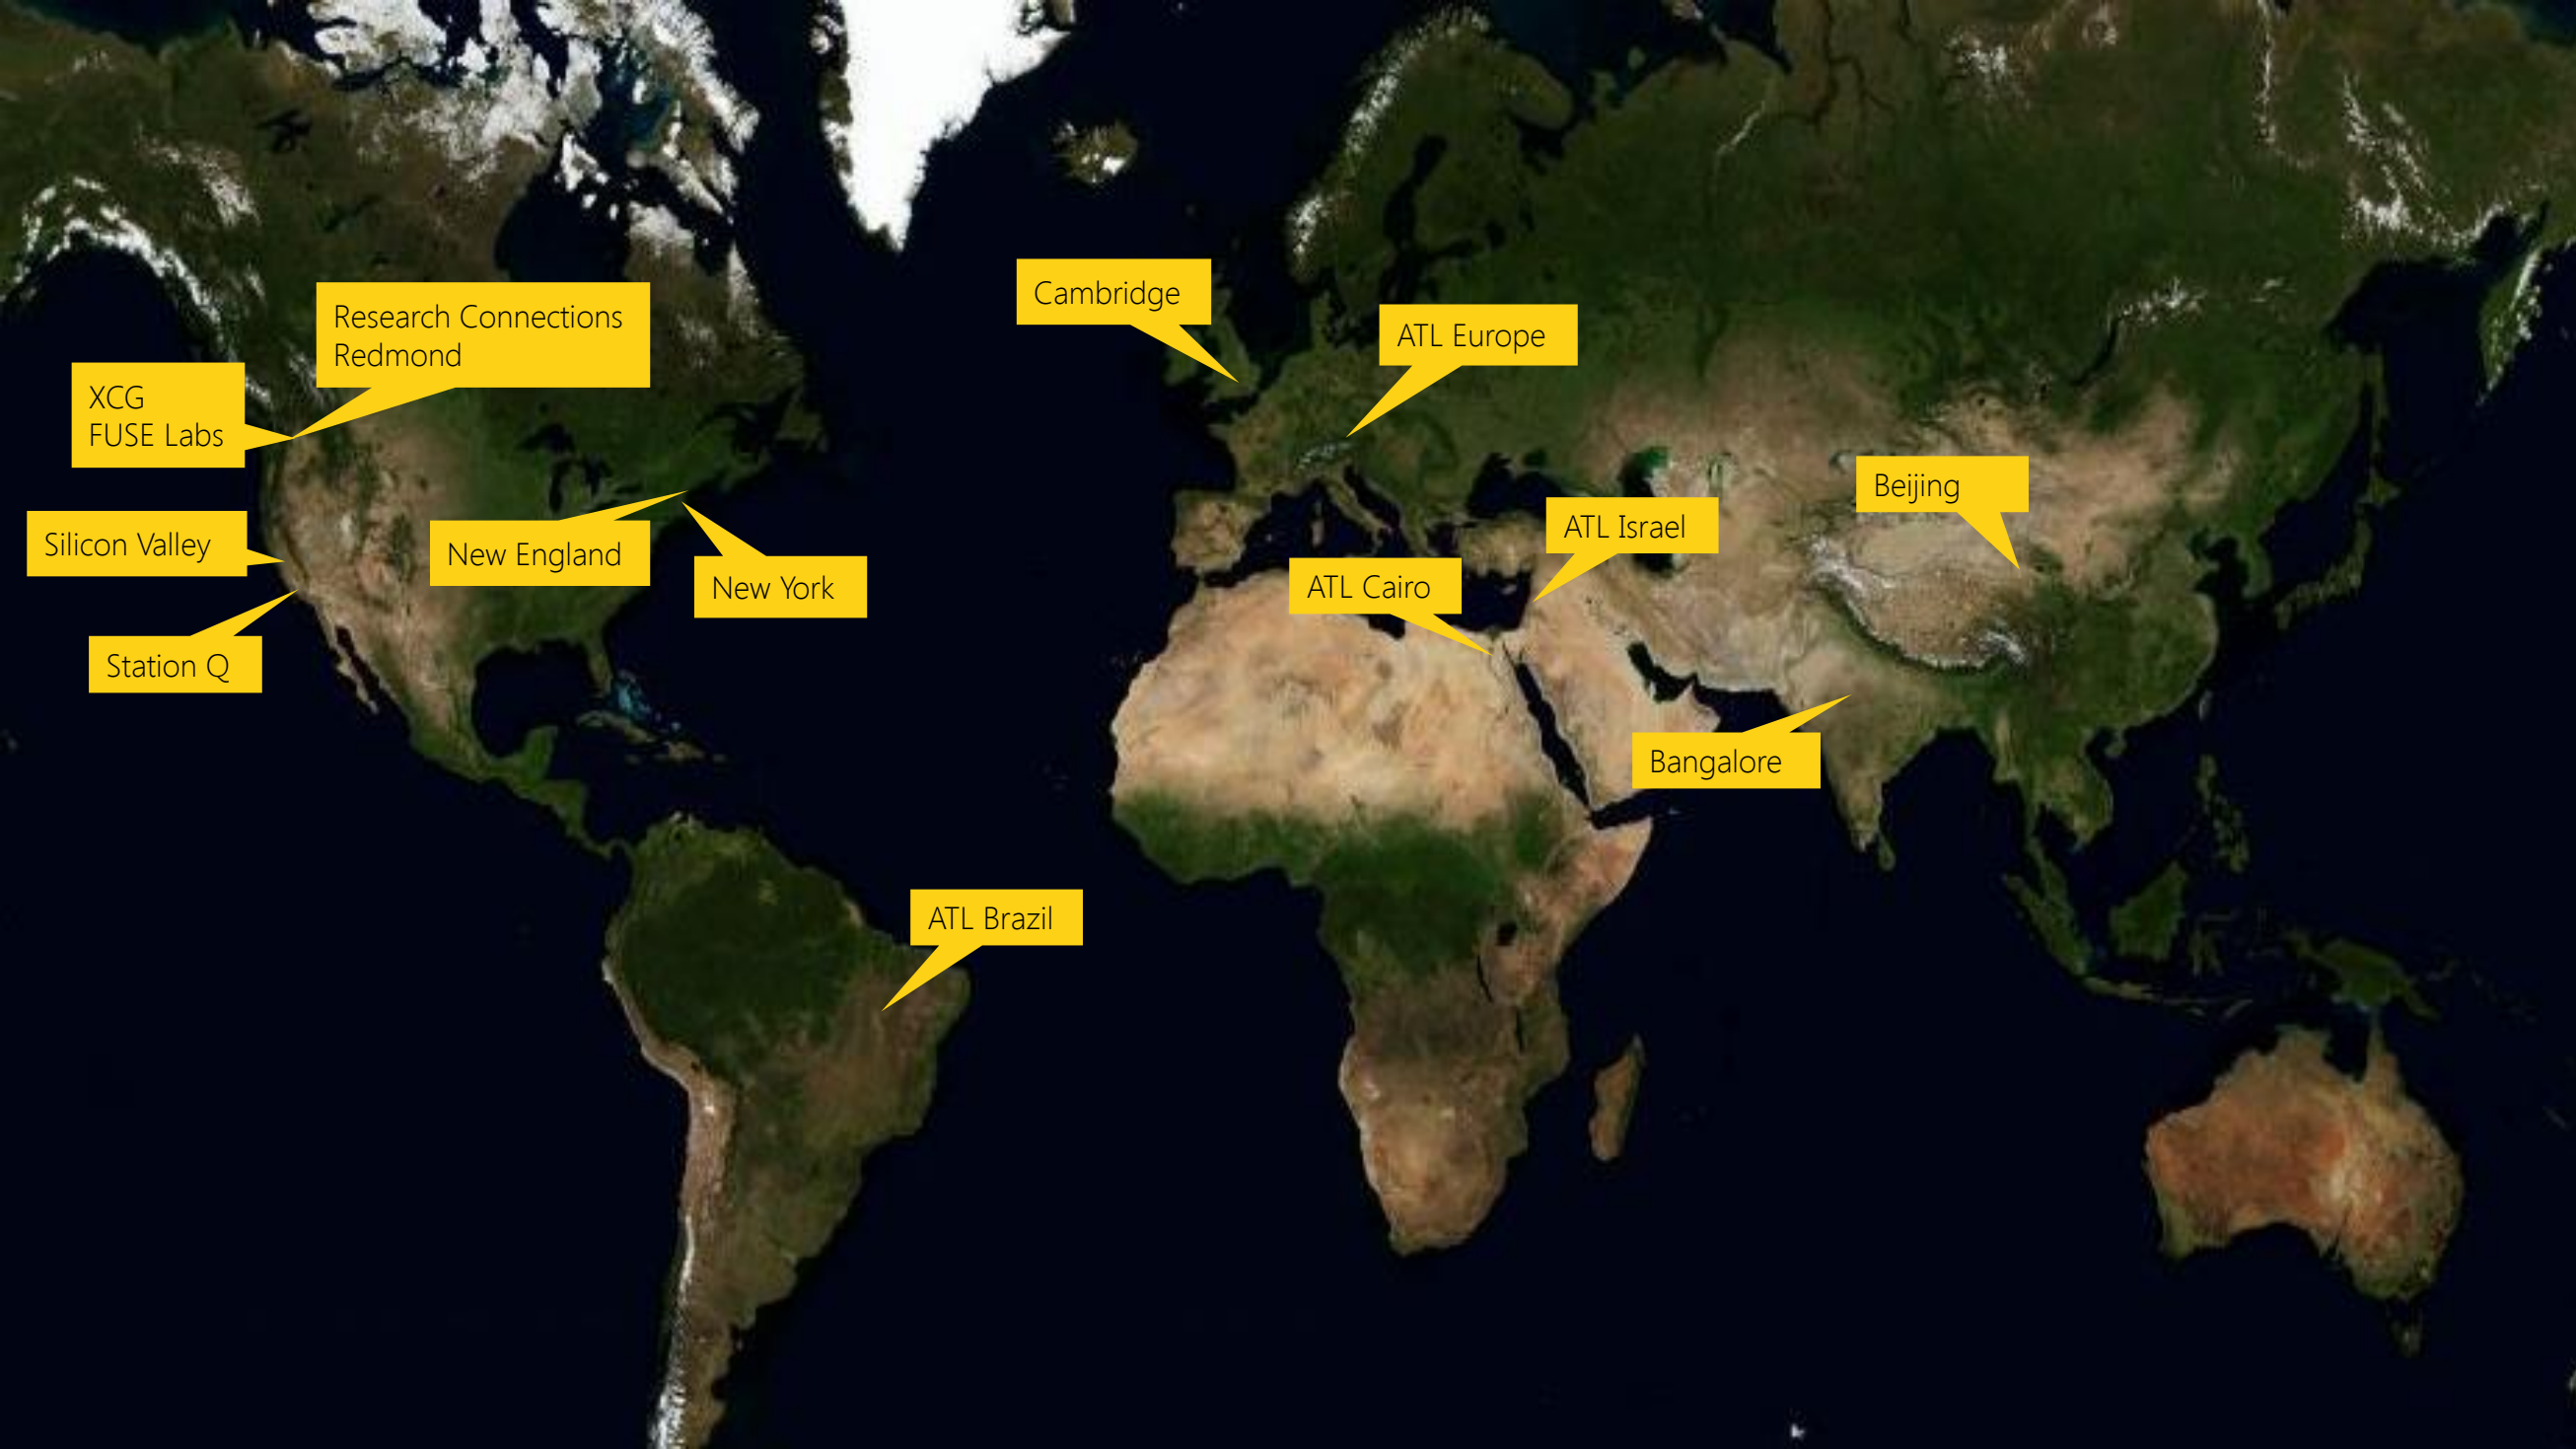 Cambridge
Research Connections
Redmond
ATL Europe
XCG
FUSE Labs
Beijing
Silicon Valley
New England
ATL Israel
New York
ATL Cairo
Station Q
Bangalore
ATL Brazil